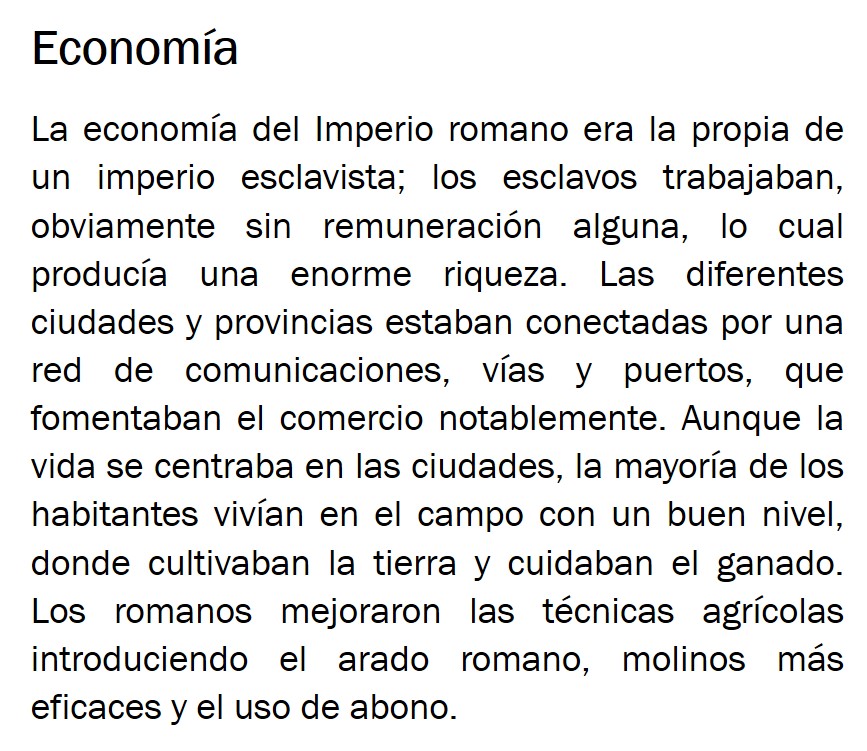 Economía
La economía del Imperio romano era la propia de
un imperio esclavista; los esclavos trabajaban,
obviamente sin remuneración alguna, lo cual
producía una enorme riqueza. Las diferentes
ciudades y provincias estaban conectadas por una
red de comunicaciones, vías y puertos, que
fomentaban el comercio notablemente. Aunque la
vida se centraba en las ciudades, la mayoría de los
habitantes vivían en el campo con un buen nivel,
donde cultivaban la tierra y cuidaban el ganado.
Los romanos mejoraron las técnicas agrícolas
introduciendo el arado romano, molinos más
eficaces y el uso de abono.